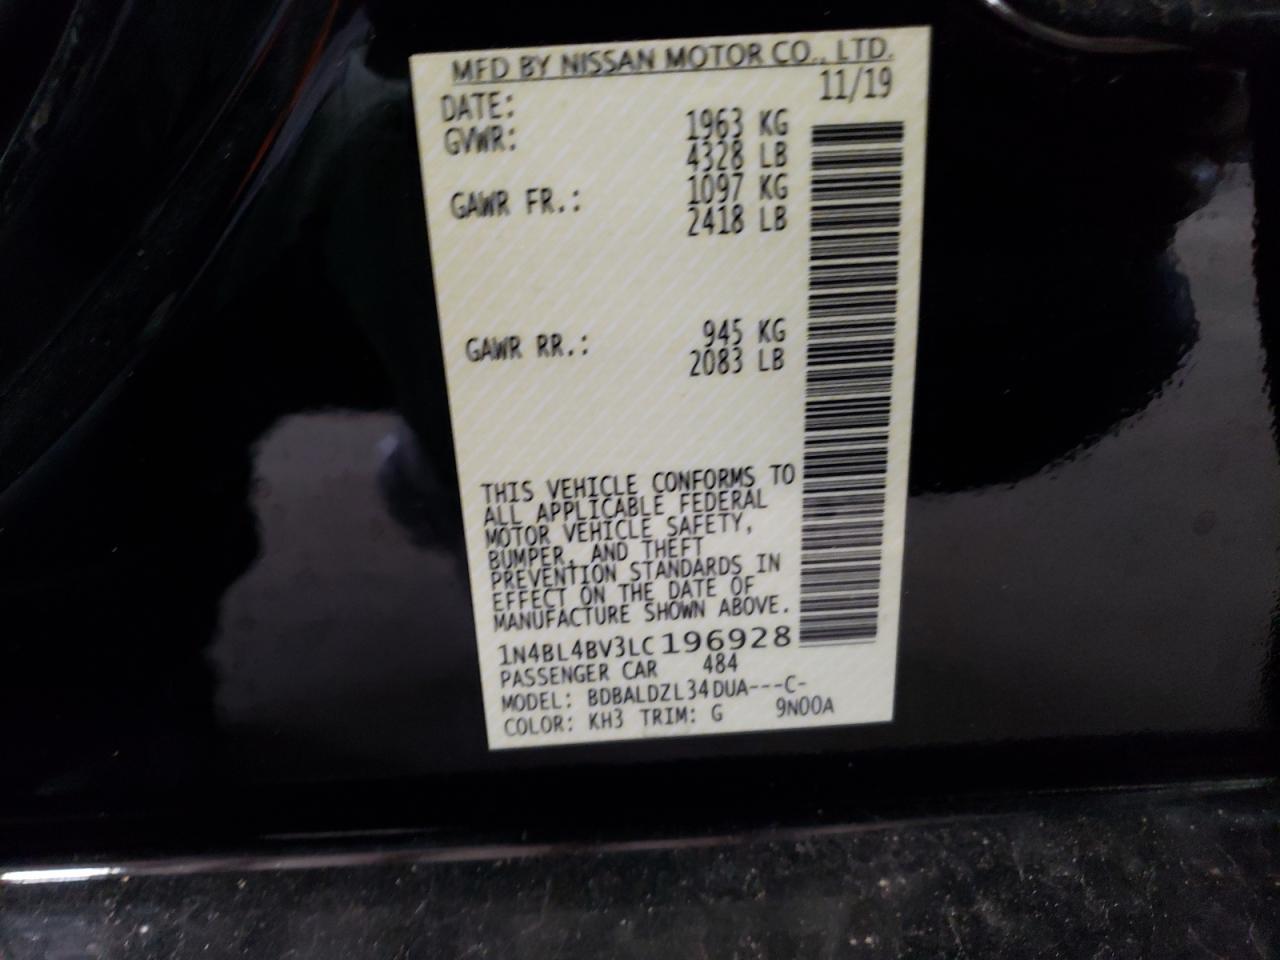 MFD BY NISSAN MOTOR CO., LTD.
DATE: 11/19
GVWR: 1963 KG
4328 LB
GAWR FR.: 1097 KG
2418 LB
GAWR RR.: 945 KG
2083 LB
THIS VEHICLE CONFORMS TO
ALL APPLICABLE FEDERAL
MOTOR VEHICLE SAFETY,
BUMPER, AND THEFT
PREVENTION STANDARDS IN
EFFECT ON THE DATE OF
MANUFACTURE SHOWN ABOVE.
1N4BL4BV3LC196928
PASSENGER CAR 484
MODEL: BDBALDZL34DUA---C-
COLOR: KH3 TRIM: G 9N00A